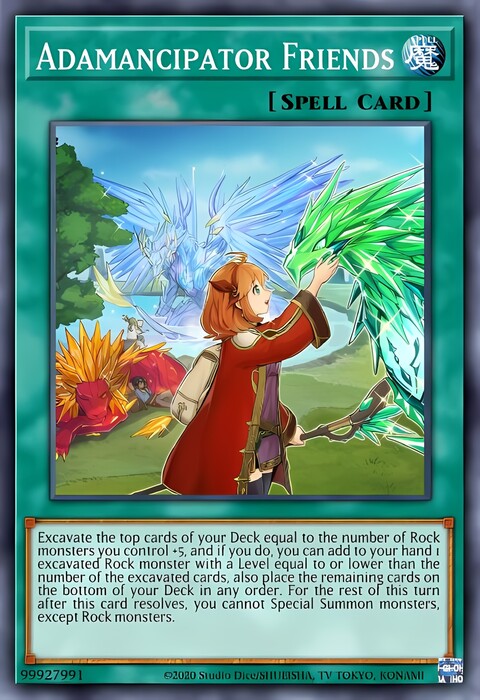 ADAMANCIPATOR FRIENDS 魔
[SPELL CARD]
Excavate the top cards of your Deck equal to the number of Rock
monsters you control +5, and if you do, you can add to your hand 1
excavated Rock monster with a Level equal to or lower than the
number of the excavated cards, also place the remaining cards on
the bottom of your Deck in any order. For the rest of this turn
after this card resolves, you cannot Special Summon monsters,
except Rock monsters.
99927991 ©2020 Studio Dice/SHUEISHA, TV TOKYO, KONAMI